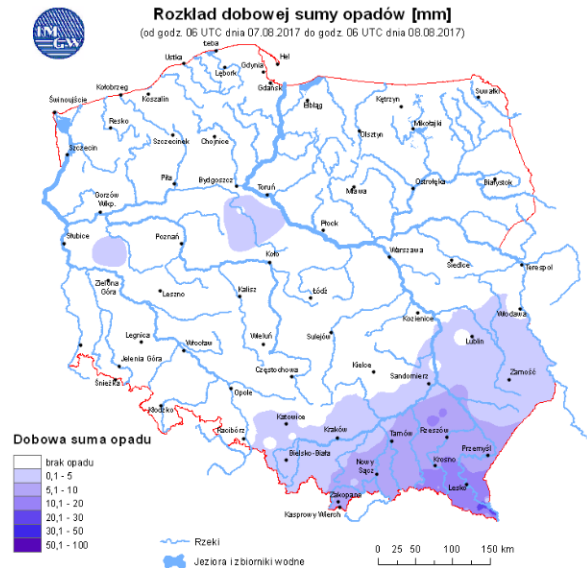 IM
GW
Rozkład dobowej sumy opadów [mm]
(od godz. 06 UTC dnia 07.08.2017 do godz. 06 UTC dnia 08.08.2017)
Łeba
Hel
Ustka
Lębork
Gdynia
Gdańsk
Suwałki
Kołobrzeg
Koszalin
Elbląg
Kętrzyn
Świnoujście
Resko
Mikołajki
Szczecinek
Chojnice
Olsztyn
Szczecin
Piła
Bydgoszcz
Toruń
Mława
Ostrołęka
Białystok
Gorzów
Wlkp.
Płock
Słubice
Poznań
Koło
Warszawa
Siedlce
Terespol
Zielona
Góra
Leszno
Kalisz
Łódź
Kozienice
Włodawa
Legnica
Wrocław
Wieluń
Sulejów
Lublin
Jelenia Góra
Śnieżka
Częstochowa
Kielce
Sandomierz
Zamość
Kłodzko
Opole
Racibórz
Katowice
Kraków
Tarnów
Rzeszów
Przemyśl
Bielsko-Biała
Nowy
Sącz
Krosno
Lesko
Zakopane
Kasprowy Wierch
Dobowa suma opadu
brak opadu
0,1 - 5
5,1 - 10
10,1 - 20
20,1 - 30
30,1 - 50
50,1 - 100
Rzeki
Jeziora i zbiorniki wodne
0 25 50 100 150 km